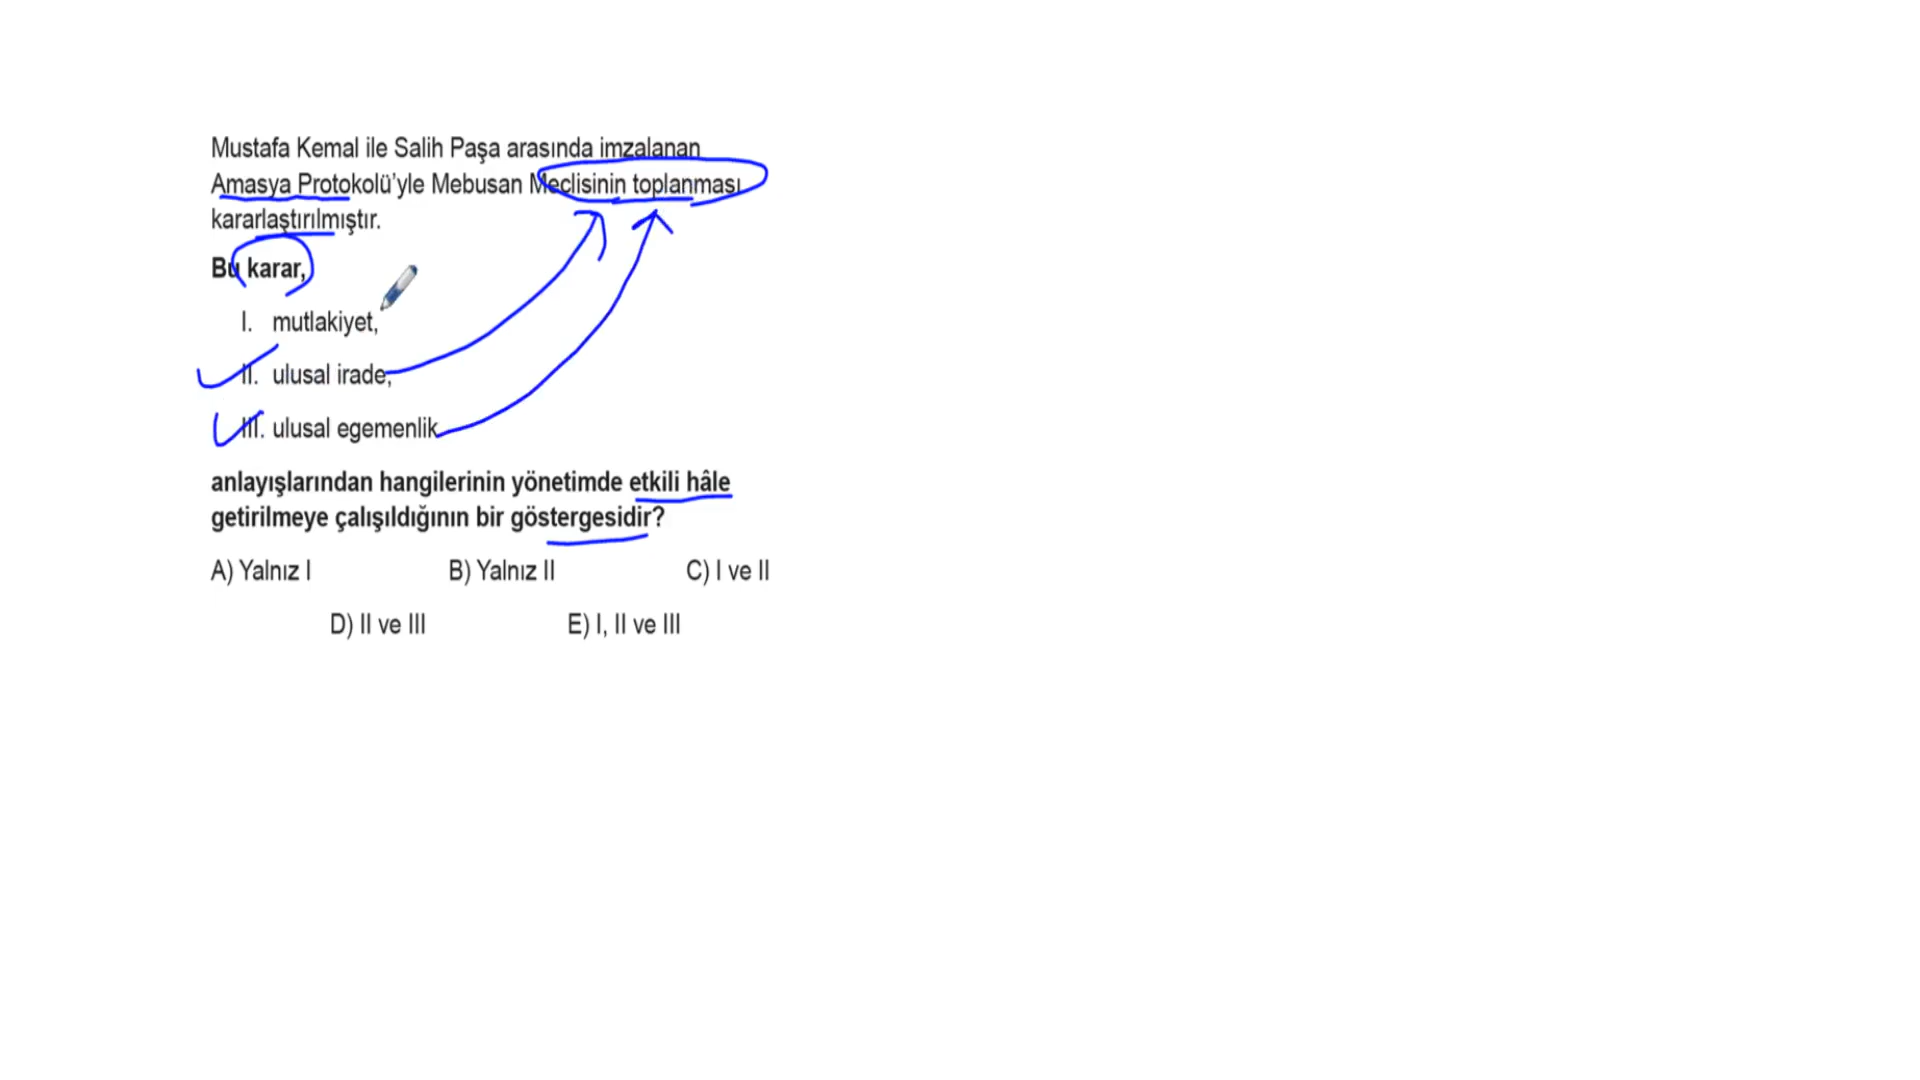 Mustafa Kemal ile Salih Paşa arasında imzalanan
Amasya Protokolü'yle Mebusan Meclisinin toplanması
kararlaştırılmıştır.
Bu karar,
I. mutlakiyet,
II. ulusal irade,
III. ulusal egemenlik
anlayışlarından hangilerinin yönetimde etkili hâle
getirilmeye çalışıldığının bir göstergesidir?
A) Yalnız I B) Yalnız II C) I ve II
D) II ve III E) I, II ve III